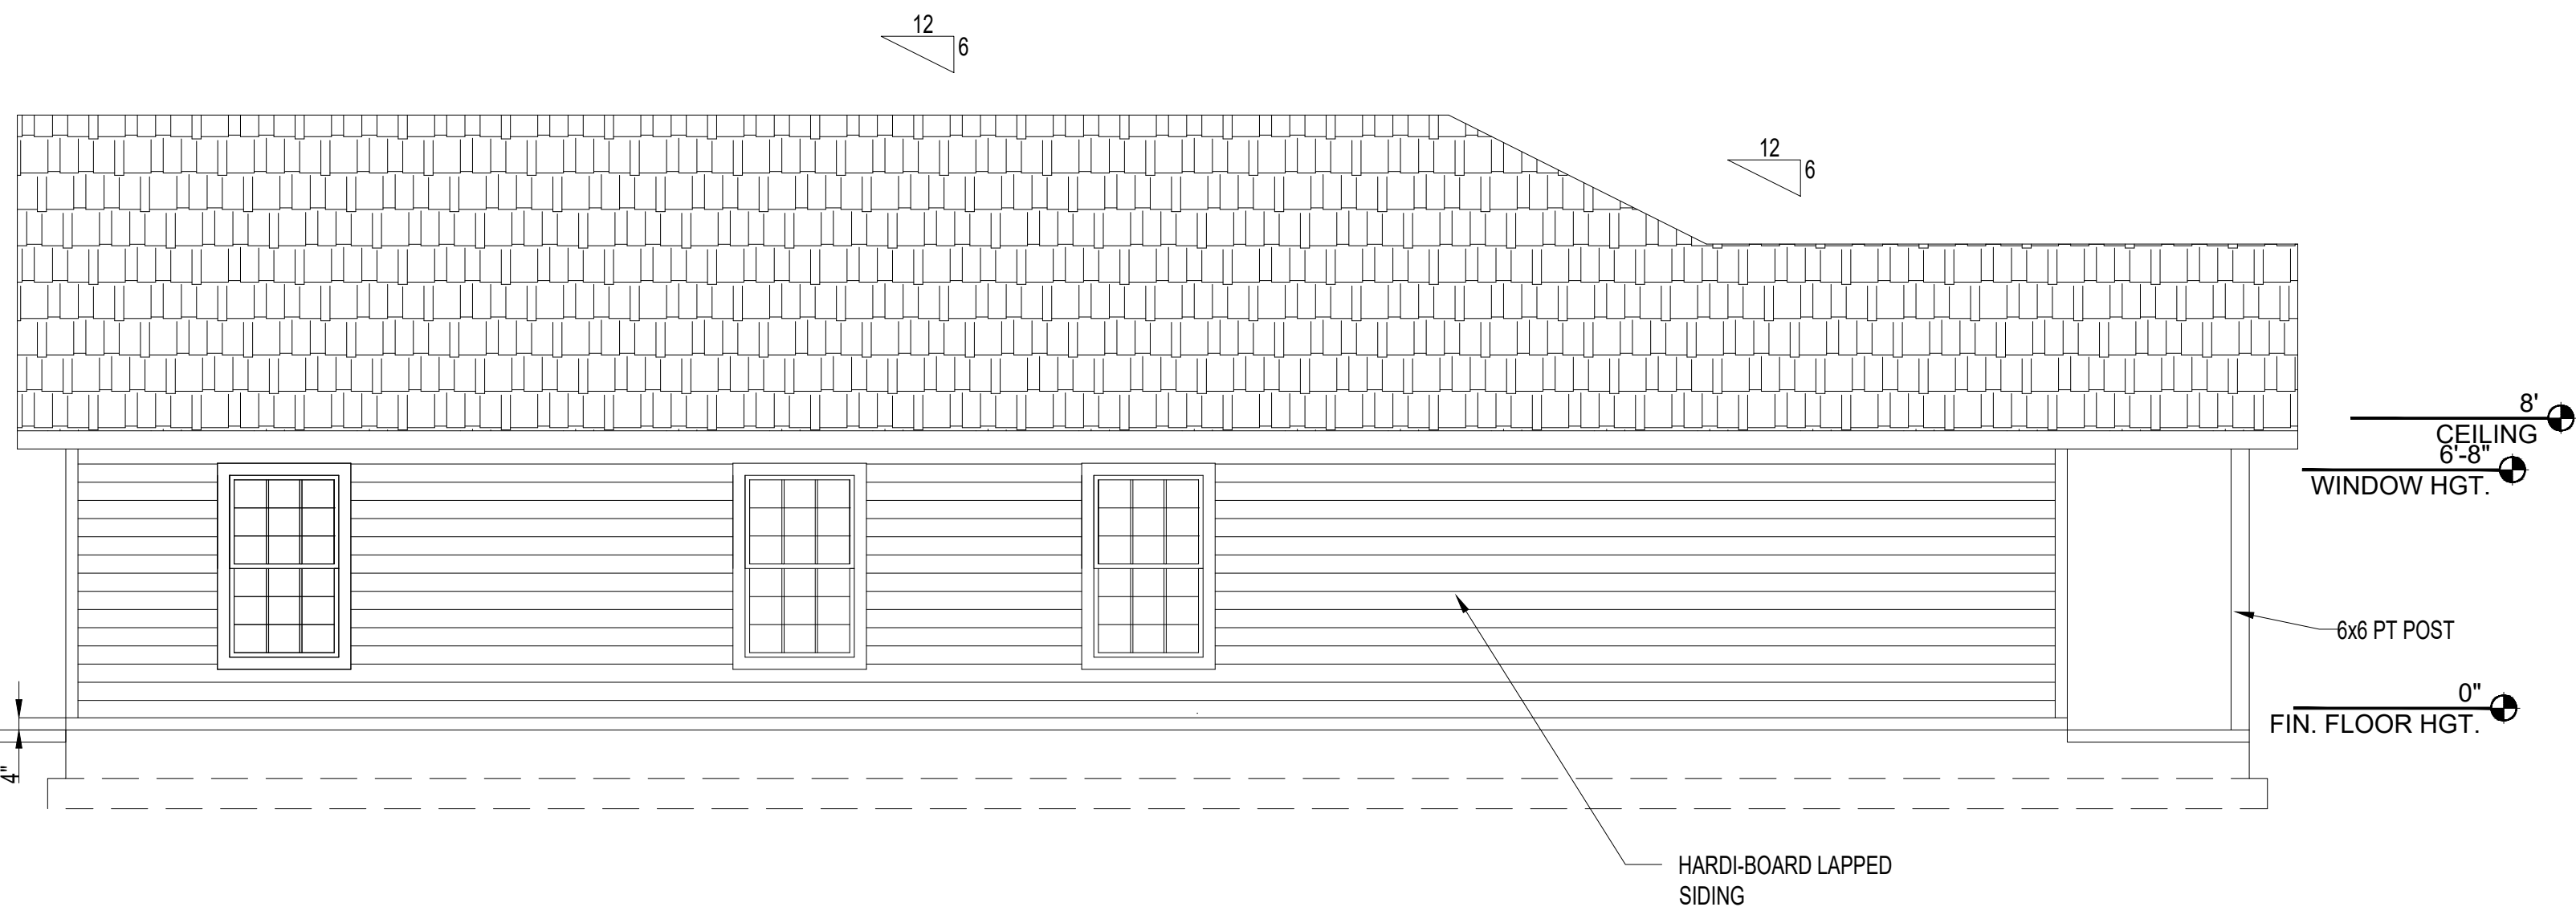 12
6
12
6
8'
CEILING
6'-8"
WINDOW HGT.
6x6 PT POST
0"
FIN. FLOOR HGT.
4"
HARDI-BOARD LAPPED
SIDING